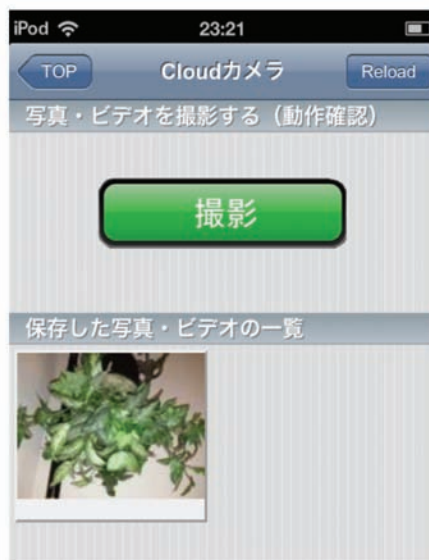 iPod 23:21
TOP Cloudカメラ Reload
写真・ビデオを撮影する（動作確認）
撮影
保存した写真・ビデオの一覧